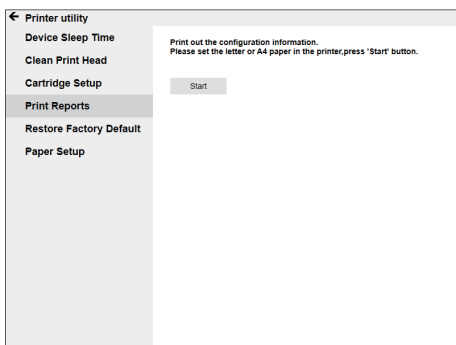 Printer utility
Device Sleep Time
Clean Print Head
Cartridge Setup
Print Reports
Restore Factory Default
Paper Setup
Print out the configuration information.
Please set the letter or A4 paper in the printer,press 'Start' button.
Start